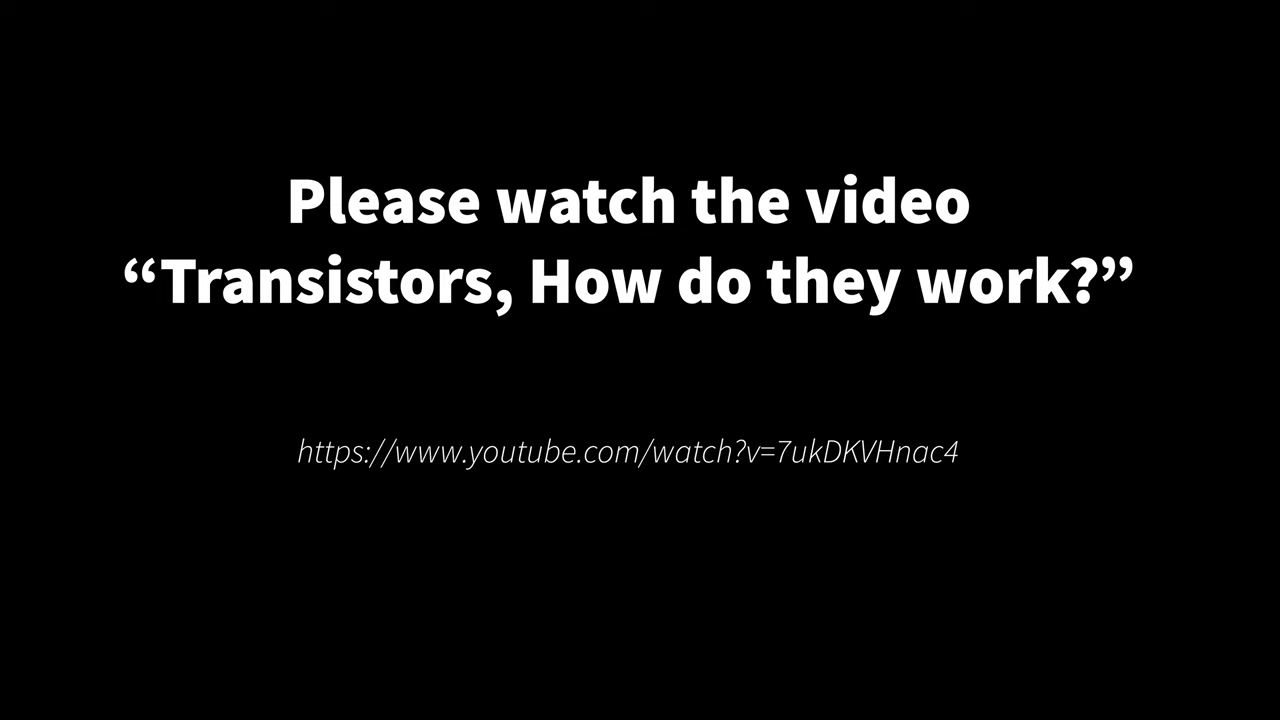 Please watch the video
“Transistors, How do they work?”
https://www.youtube.com/watch?v=7ukDKVHnac4